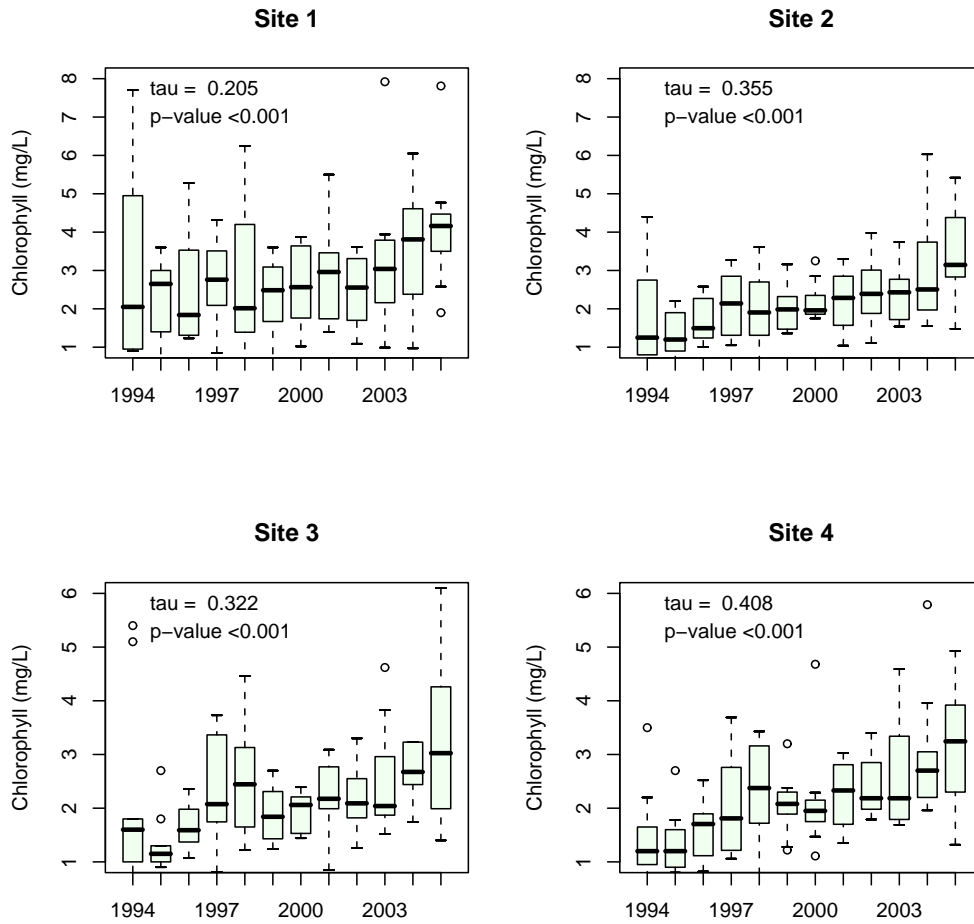 Site 1
tau = 0.205
p−value <0.001
Chlorophyll (mg/L)
8
7
6
5
4
3
2
1
1994 1997 2000 2003
Site 2
tau = 0.355
p−value <0.001
Chlorophyll (mg/L)
8
7
6
5
4
3
2
1
1994 1997 2000 2003
Site 3
tau = 0.322
p−value <0.001
Chlorophyll (mg/L)
6
5
4
3
2
1
1994 1997 2000 2003
Site 4
tau = 0.408
p−value <0.001
Chlorophyll (mg/L)
6
5
4
3
2
1
1994 1997 2000 2003